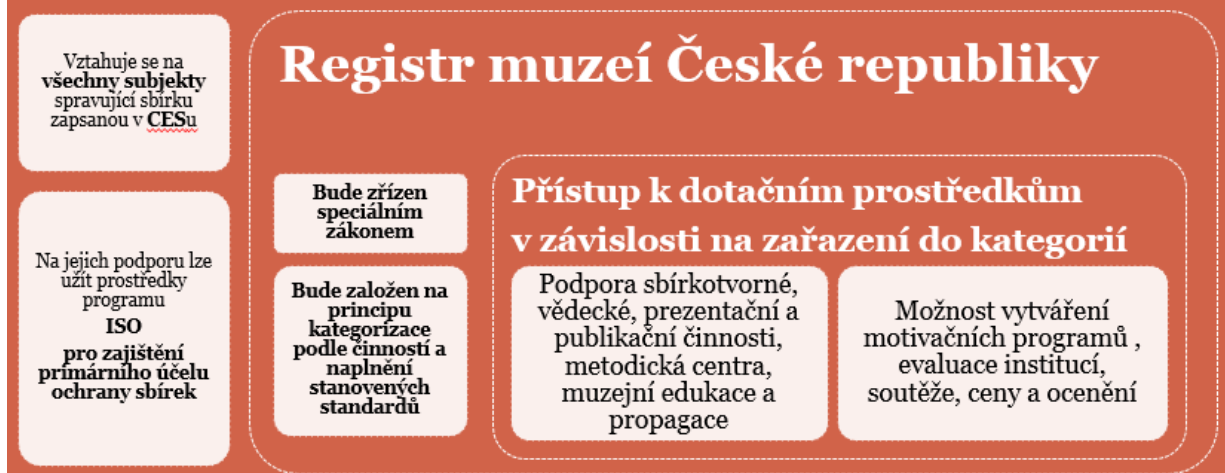 Vztahuje se na
všechny subjekty
spravující sbírku
zapsanou v CESu
Na jejich podporu lze
užít prostředky
programu
ISO
pro zajištění
primárního účelu
ochrany sbírek
Registr muzeí České republiky
Bude zřízen
speciálním
zákonem
Bude založen na
principu
kategorizace
podle činností a
naplnění
stanovených
standardů
Přístup k dotačním prostředkům
v závislosti na zařazení do kategorií
Podpora sbírkotvorné,
vědecké, prezentační a
publikační činnosti,
metodická centra,
muzejní edukace a
propagace
Možnost vytváření
motivačních programů ,
evaluace institucí,
soutěže, ceny a ocenění